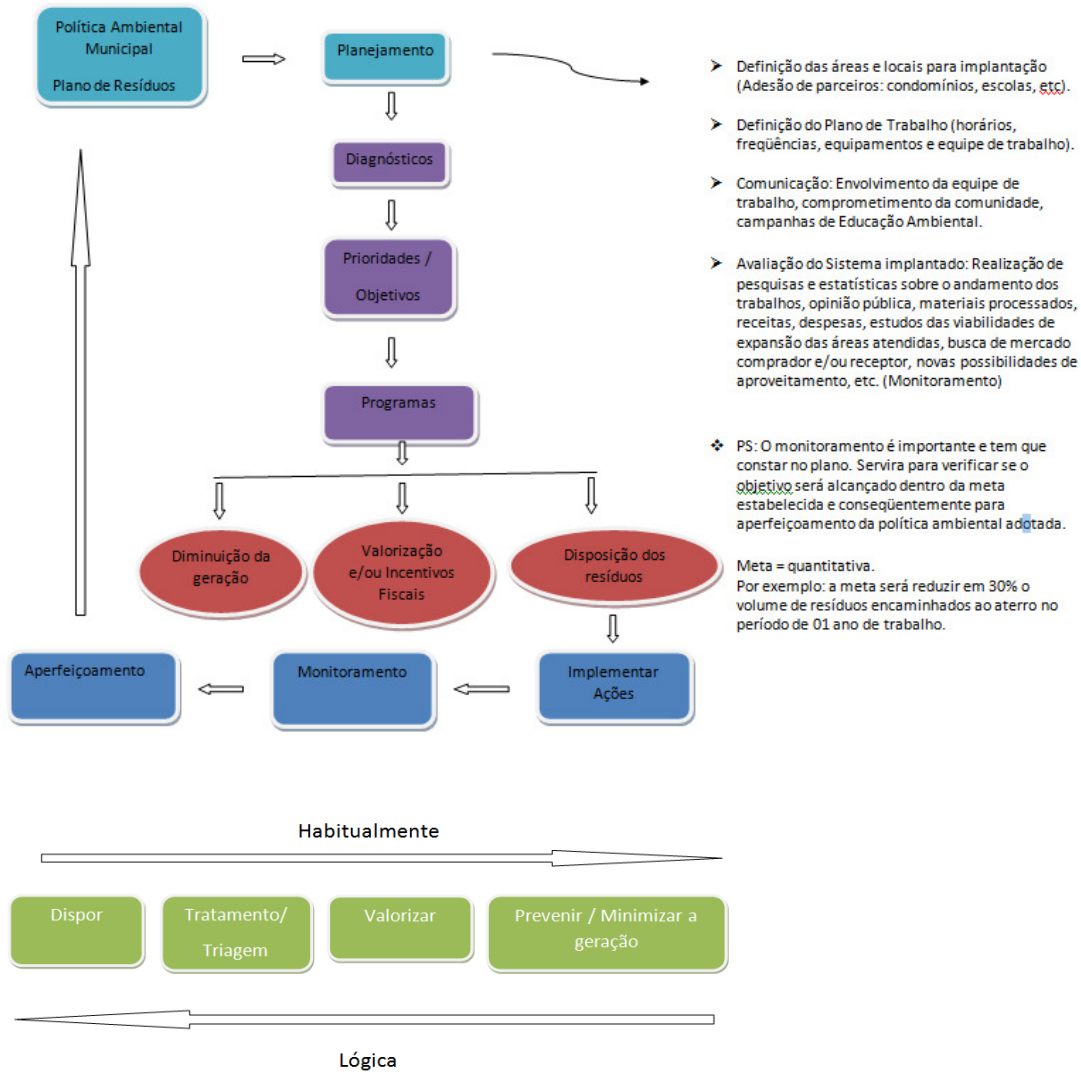 Política Ambiental
Municipal
Plano de Resíduos
Planejamento
Diagnósticos
Prioridades /
Objetivos
Programas
Diminuição da
geração
Valorização
e/ou Incentivos
Fiscais
Disposição dos
resíduos
Implementar
Ações
Monitoramento
Aperfeiçoamento
➤ Definição das áreas e locais para implantação
(Adesão de parceiros: condomínios, escolas, etc).
➤ Definição do Plano de Trabalho (horários,
freqüências, equipamentos e equipe de trabalho).
➤ Comunicação: Envolvimento da equipe de
trabalho, comprometimento da comunidade,
campanhas de Educação Ambiental.
➤ Avaliação do Sistema implantado: Realização de
pesquisas e estatísticas sobre o andamento dos
trabalhos, opinião pública, materiais processados,
receitas, despesas, estudos das viabilidades de
expansão das áreas atendidas, busca de mercado
comprador e/ou receptor, novas possibilidades de
aproveitamento, etc. (Monitoramento)
❖ PS: O monitoramento é importante e tem que
constar no plano. Servira para verificar se o
objetivo será alcançado dentro da meta
estabelecida e conseqüentemente para
aperfeiçoamento da política ambiental adotada.
Meta = quantitativa.
Por exemplo: a meta será reduzir em 30% o
volume de resíduos encaminhados ao aterro no
período de 01 ano de trabalho.
Habitualmente
Dispor
Tratamento/
Triagem
Valorizar
Prevenir / Minimizar a
geração
Lógica